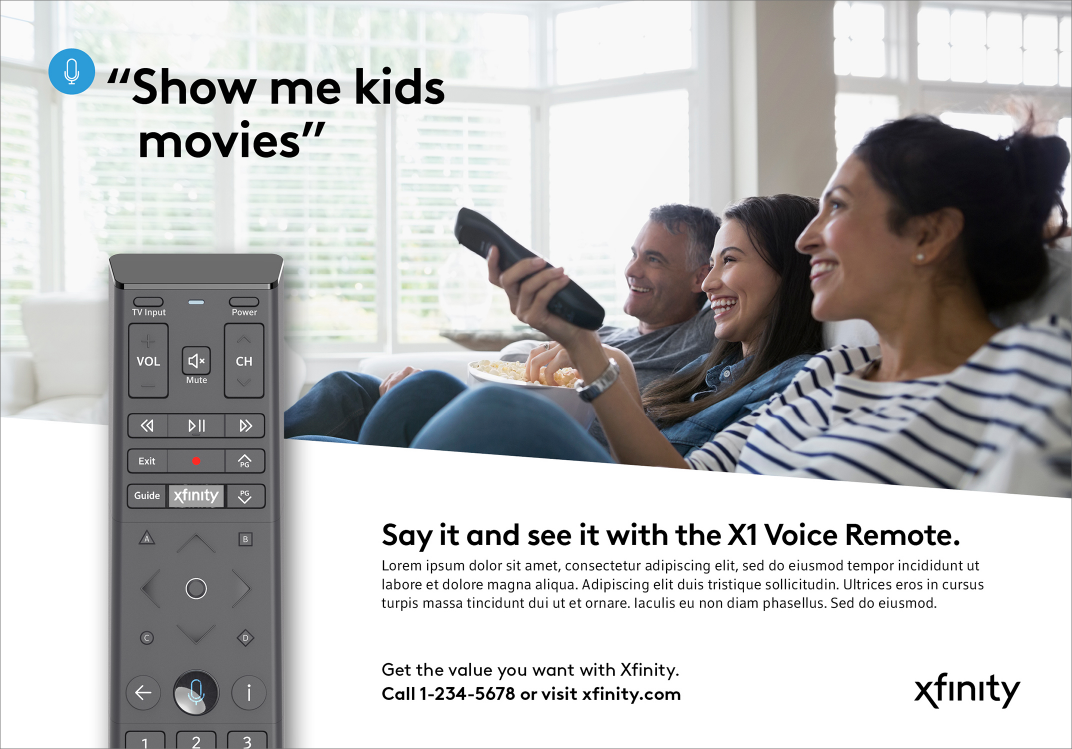 “Show me kids
movies”
TV Input
Power
VOL
CH
Mute
Exit
PG
Guide
xfinity
PG
A
B
C
D
i
1
2
3
Say it and see it with the X1 Voice Remote.
Lorem ipsum dolor sit amet, consectetur adipiscing elit, sed do eiusmod tempor incididunt ut
labore et dolore magna aliqua. Adipiscing elit duis tristique sollicitudin. Ultrices eros in cursus
turpis massa tincidunt dui ut et ornare. Iaculis eu non diam phasellus. Sed do eiusmod.
Get the value you want with Xfinity.
Call 1-234-5678 or visit xfinity.com
xfinity